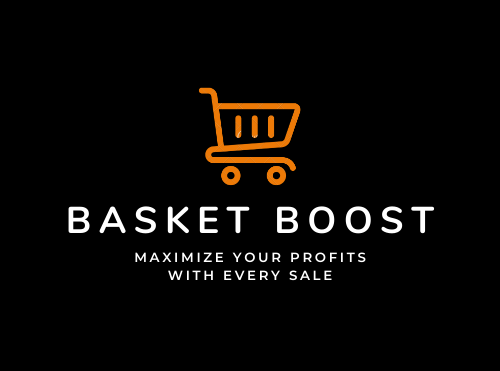 BASKET BOOST
MAXIMIZE YOUR PROFITS
WITH EVERY SALE